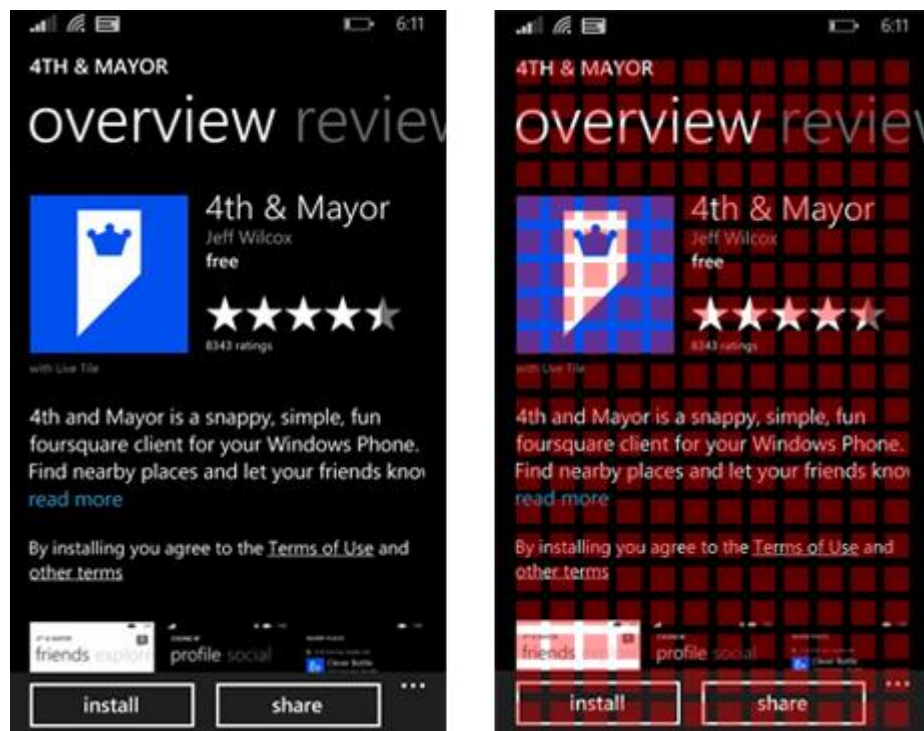 6:11
4TH & MAYOR
overview review
4th & Mayor
Jeff Wilcox
free
8343 ratings
with Live Tile
4th and Mayor is a snappy, simple, fun
foursquare client for your Windows Phone.
Find nearby places and let your friends know
read more
By installing you agree to the Terms of Use and
other terms
friends explore
profile social
Clever Bottle
install
share
6:11
4TH & MAYOR
overview review
4th & Mayor
Jeff Wilcox
free
8343 ratings
with Live Tile
4th and Mayor is a snappy, simple, fun
foursquare client for your Windows Phone.
Find nearby places and let your friends know
read more
By installing you agree to the Terms of Use and
other terms
friends explore
profile social
Clever Bottle
install
share